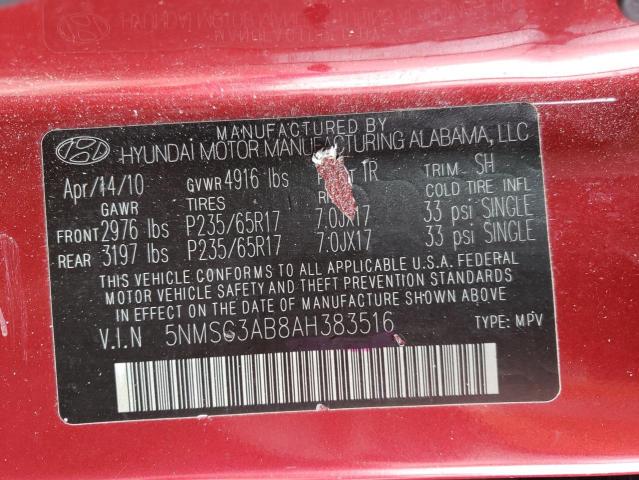 MANUFACTURED BY
HYUNDAI MOTOR MANUFACTURING ALABAMA, LLC
Apr/14/10 GVWR 4916 lbs 1R TRIM SH
GAWR TIRES COLD TIRE INFL
FRONT 2976 lbs P235/65R17 7.0JX17 33 psi SINGLE
REAR 3197 lbs P235/65R17 7.0JX17 33 psi SINGLE
THIS VEHICLE CONFORMS TO ALL APPLICABLE U.S.A. FEDERAL
MOTOR VEHICLE SAFETY AND THEFT PREVENTION STANDARDS
IN EFFECT ON THE DATE OF MANUFACTURE SHOWN ABOVE.
V.I.N 5NMSG3AB8AH383516 TYPE: MPV